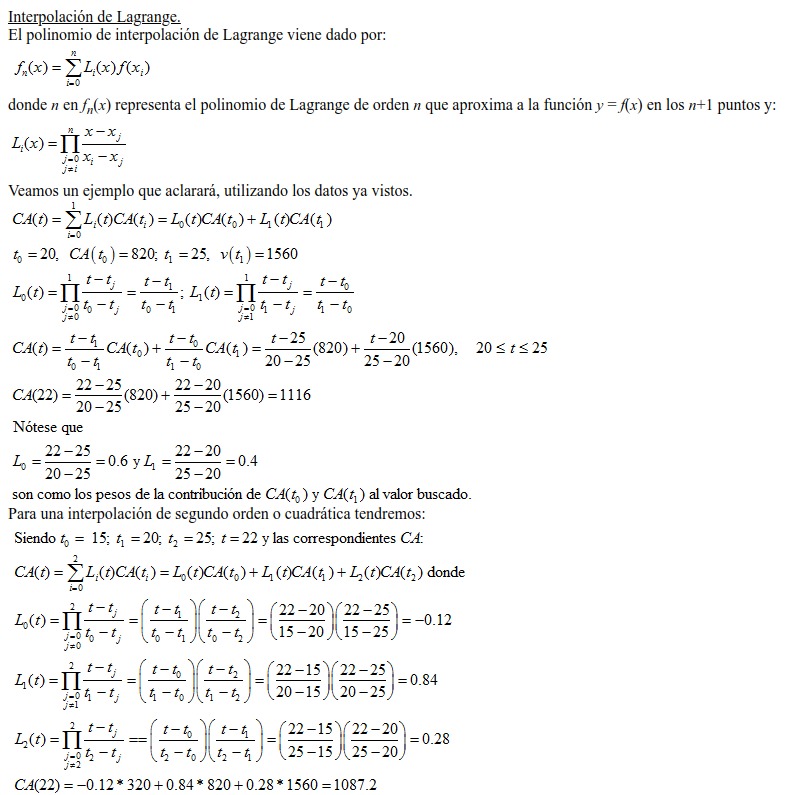 Interpolación de Lagrange.
El polinomio de interpolación de Lagrange viene dado por:
$f_n(x)=\sum_{i=0}^{n}L_i(x)f(x_i)$
donde n en $f_n(x)$ representa el polinomio de Lagrange de orden n que aproxima a la función y = f(x) en los n+1 puntos y:
$L_i(x)=\prod_{\substack{j=0\\j\neq i}}^{n}\frac{x-x_j}{x_i-x_j}$
Veamos un ejemplo que aclarará, utilizando los datos ya vistos.
$CA(t)=\sum_{i=0}^{1}L_i(t)CA(t_i)=L_0(t)CA(t_0)+L_1(t)CA(t_1)$
$t_0=20,\ CA(t_0)=820;\ t_1=25,\ v(t_1)=1560$
$L_0(t)=\prod_{\substack{j=0\\j\neq 0}}^{1}\frac{t-t_j}{t_0-t_j}=\frac{t-t_1}{t_0-t_1};\ L_1(t)=\prod_{\substack{j=0\\j\neq 1}}^{1}\frac{t-t_j}{t_1-t_j}=\frac{t-t_0}{t_1-t_0}$
$CA(t)=\frac{t-t_1}{t_0-t_1}CA(t_0)+\frac{t-t_0}{t_1-t_0}CA(t_1)=\frac{t-25}{20-25}(820)+\frac{t-20}{25-20}(1560),\quad 20\leq t\leq 25$
$CA(22)=\frac{22-25}{20-25}(820)+\frac{22-20}{25-20}(1560)=1116$
Nótese que
$L_0=\frac{22-25}{20-25}=0.6$ y $L_1=\frac{22-20}{25-20}=0.4$
son como los pesos de la contribución de $CA(t_0)$ y $CA(t_1)$ al valor buscado.
Para una interpolación de segundo orden o cuadrática tendremos:
Siendo $t_0=15;\ t_1=20;\ t_2=25;\ t=22$ y las correspondientes CA:
$CA(t)=\sum_{i=0}^{2}L_i(t)CA(t_i)=L_0(t)CA(t_0)+L_1(t)CA(t_1)+L_2(t)CA(t_2)$ donde
$L_0(t)=\prod_{\substack{j=0\\j\neq 0}}^{2}\frac{t-t_j}{t_0-t_j}=\left(\frac{t-t_1}{t_0-t_1}\right)\left(\frac{t-t_2}{t_0-t_2}\right)=\left(\frac{22-20}{15-20}\right)\left(\frac{22-25}{15-25}\right)=-0.12$
$L_1(t)=\prod_{\substack{j=0\\j\neq 1}}^{2}\frac{t-t_j}{t_1-t_j}=\left(\frac{t-t_0}{t_1-t_0}\right)\left(\frac{t-t_2}{t_1-t_2}\right)=\left(\frac{22-15}{20-15}\right)\left(\frac{22-25}{20-25}\right)=0.84$
$L_2(t)=\prod_{\substack{j=0\\j\neq 2}}^{2}\frac{t-t_j}{t_2-t_j}==\left(\frac{t-t_0}{t_2-t_0}\right)\left(\frac{t-t_1}{t_2-t_1}\right)=\left(\frac{22-15}{25-15}\right)\left(\frac{22-20}{25-20}\right)=0.28$
$CA(22)=-0.12*320+0.84*820+0.28*1560=1087.2$